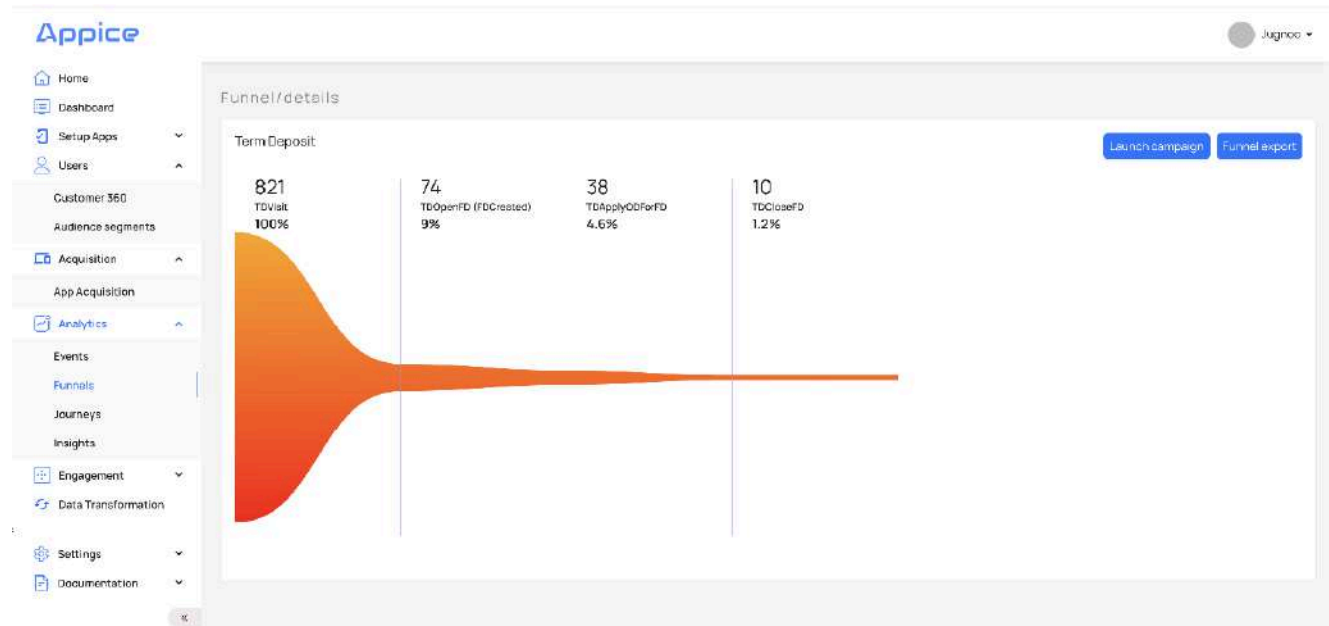 Appice
Jugnoo
Home
Dashboard
Setup Apps
Users
Customer 360
Audience segments
Acquisition
App Acquisition
Analytics
Events
Funnels
Journeys
Insights
Engagement
Data Transformation
Settings
Documentation
«
Funnel/details
Term Deposit
Launch campaign
Funnel export
821
TDVisit
100%
74
TDOpenFD (FDCreated)
9%
38
TDApplyODForFD
4.6%
10
TDCloseFD
1.2%